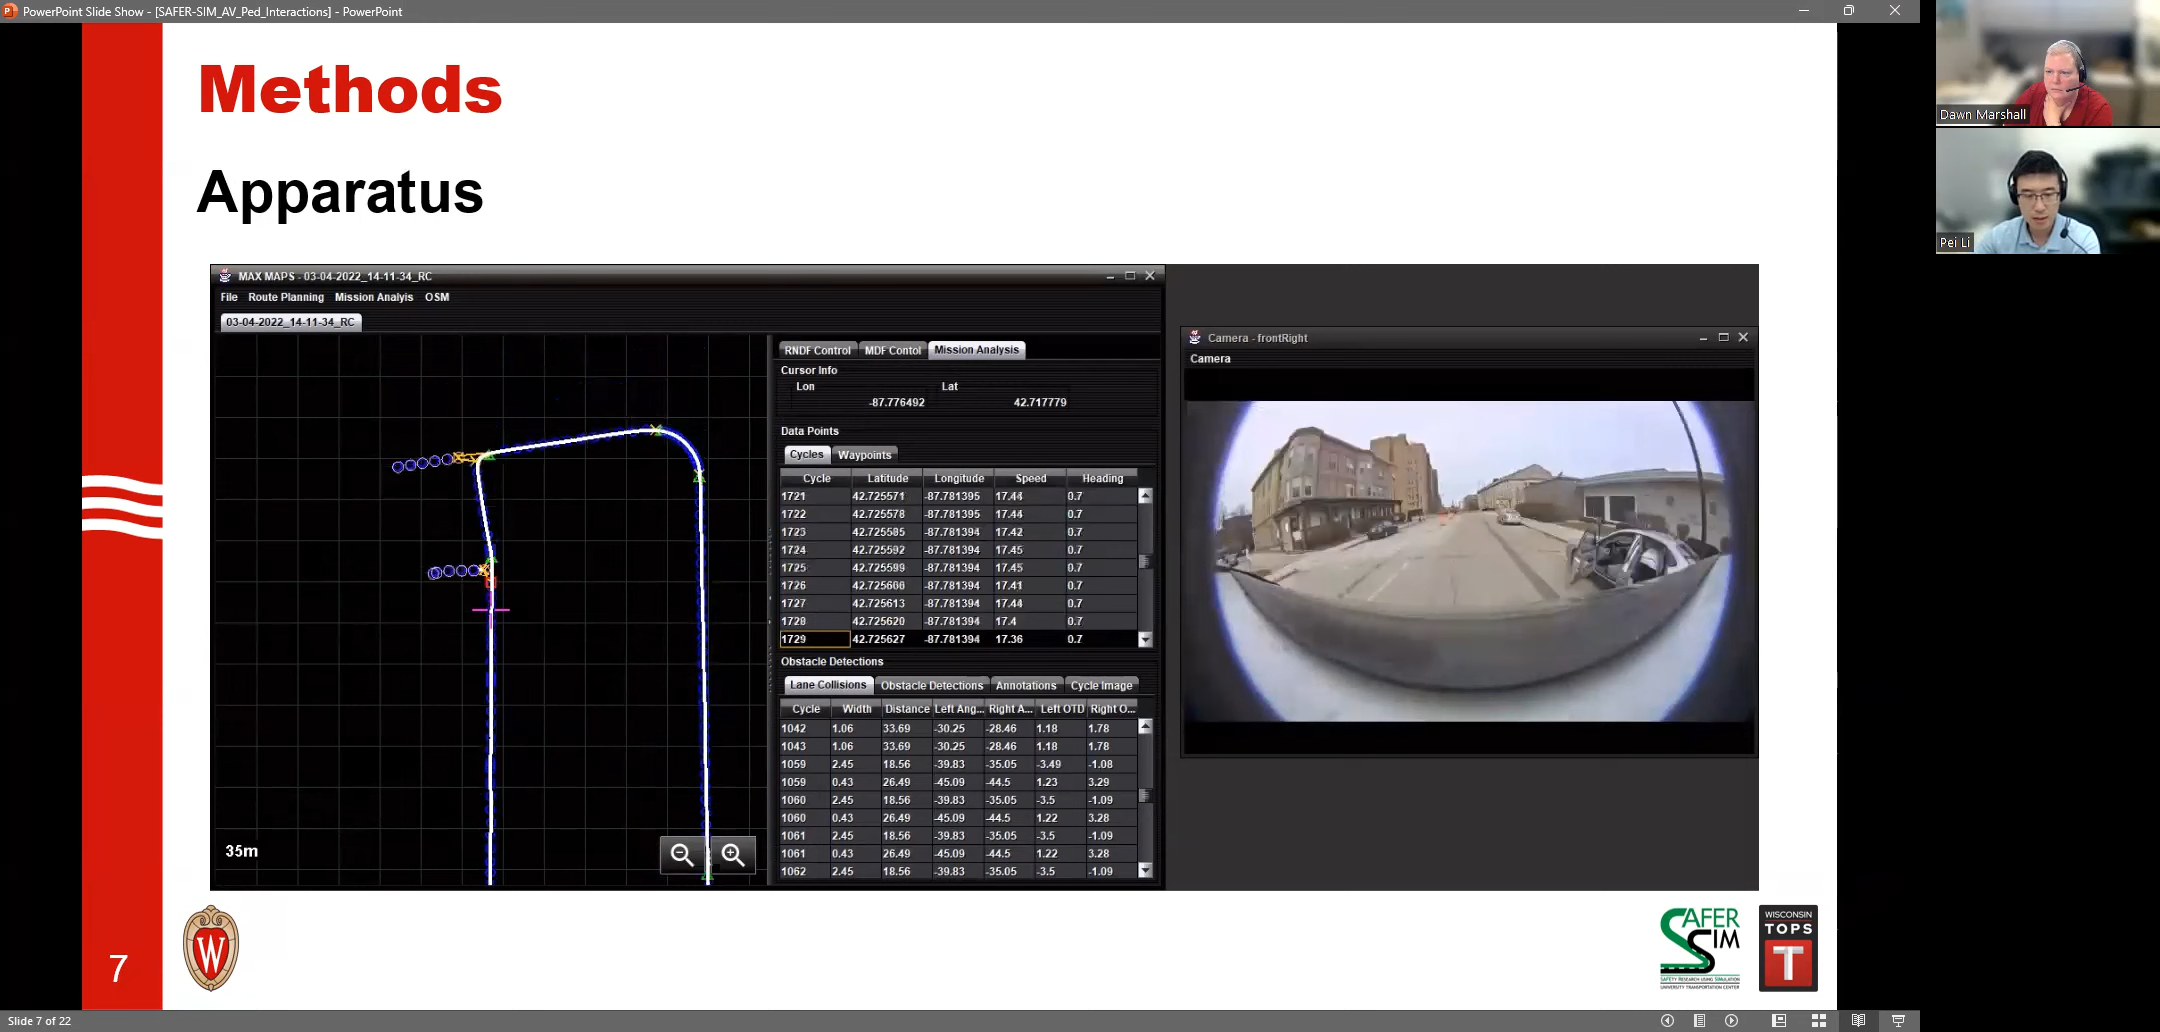 PowerPoint Slide Show - [SAFER-SIM_AV_Ped_Interactions] - PowerPoint
Methods
Apparatus
MAX MAPS - 03-04-2022_14-11-34_RC
File Route Planning Mission Analyis OSM
03-04-2022_14-11-34_RC
35m
RNDF Control MDF Contol Mission Analysis
Cursor Info
Lon Lat
-87.776492 42.717779
Data Points
Cycles Waypoints
Cycle Latitude Longitude Speed Heading
1721 42.725571 -87.781395 17.44 0.7
1722 42.725578 -87.781395 17.44 0.7
1723 42.725585 -87.781394 17.42 0.7
1724 42.725592 -87.781394 17.45 0.7
1725 42.725599 -87.781394 17.45 0.7
1726 42.725606 -87.781394 17.41 0.7
1727 42.725613 -87.781394 17.44 0.7
1728 42.725620 -87.781394 17.4 0.7
1729 42.725627 -87.781394 17.36 0.7
Obstacle Detections
Lane Collisions Obstacle Detections Annotations Cycle Image
Cycle Width Distance Left Ang... Right A... Left OTD Right O...
1042 1.06 33.69 -30.25 -28.46 1.18 1.78
1043 1.06 33.69 -30.25 -28.46 1.18 1.78
1059 2.45 18.56 -39.83 -35.05 -3.49 -1.08
1059 0.43 26.49 -45.09 -44.5 1.23 3.29
1060 2.45 18.56 -39.83 -35.05 -3.5 -1.09
1060 0.43 26.49 -45.09 -44.5 1.22 3.28
1061 2.45 18.56 -39.83 -35.05 -3.5 -1.09
1061 0.43 26.49 -45.09 -44.5 1.22 3.28
1062 2.45 18.56 -39.83 -35.05 -3.5 -1.09
Camera - frontRight
Camera
Dawn Marshall
Pei Li
7
W
SAFER
SIM
SAFETY RESEARCH USING SIMULATION
UNIVERSITY TRANSPORTATION CENTER
WISCONSIN
TOPS
T
Slide 7 of 22